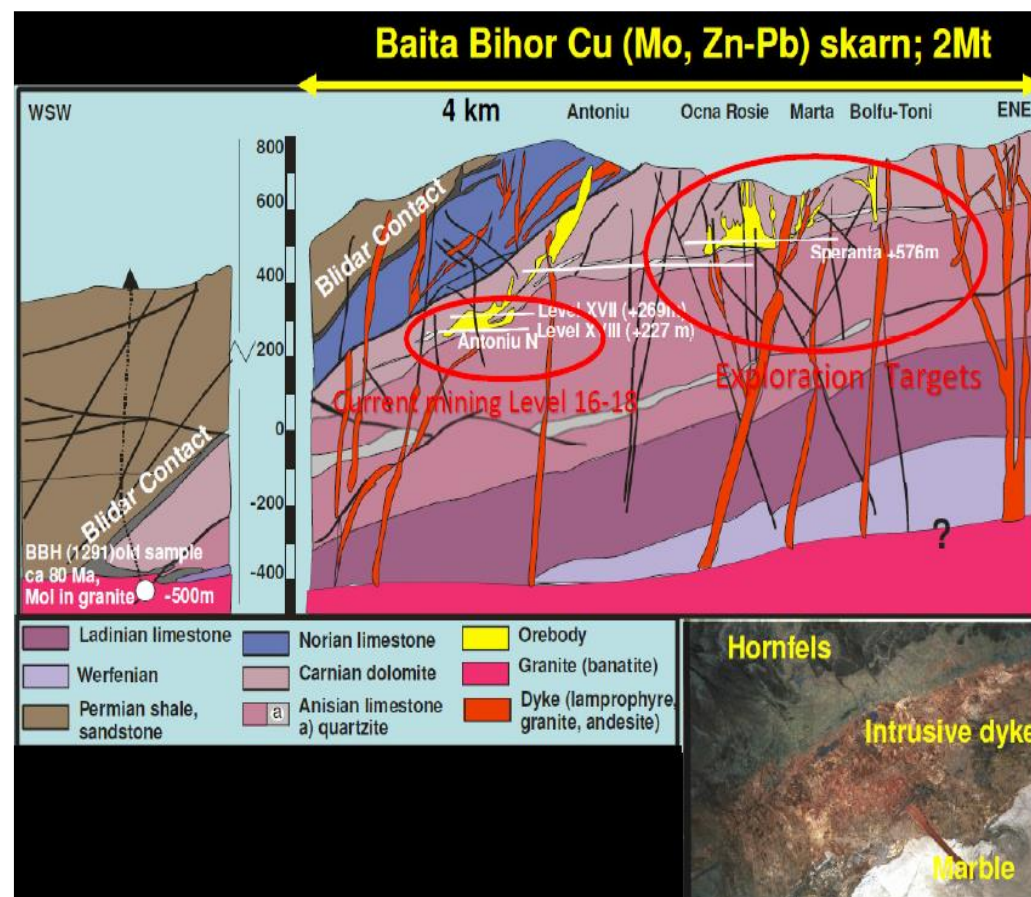 Baita Bihor Cu (Mo, Zn-Pb) skarn; 2Mt
WSW
4 km
Antoniu
Ocna Rosie
Marta
Bolfu-Toni
ENE
800
600
400
200
0
-200
-400
Blidar Contact
Speranta +576m
Level XVII (+269m)
Level XVIII (+227 m)
Antoniu N
Current mining Level 16-18
Exploration Targets
Blidar Contact
BBH (1291)old sample
ca 80 Ma,
Mol in granite
-500m
?
Ladinian limestone
Werfenian
Permian shale,
sandstone
Norian limestone
Carnian dolomite
a
Anisian limestone
a) quartzite
Orebody
Granite (banatite)
Dyke (lamprophyre,
granite, andesite)
Hornfels
Intrusive dyke
Marble